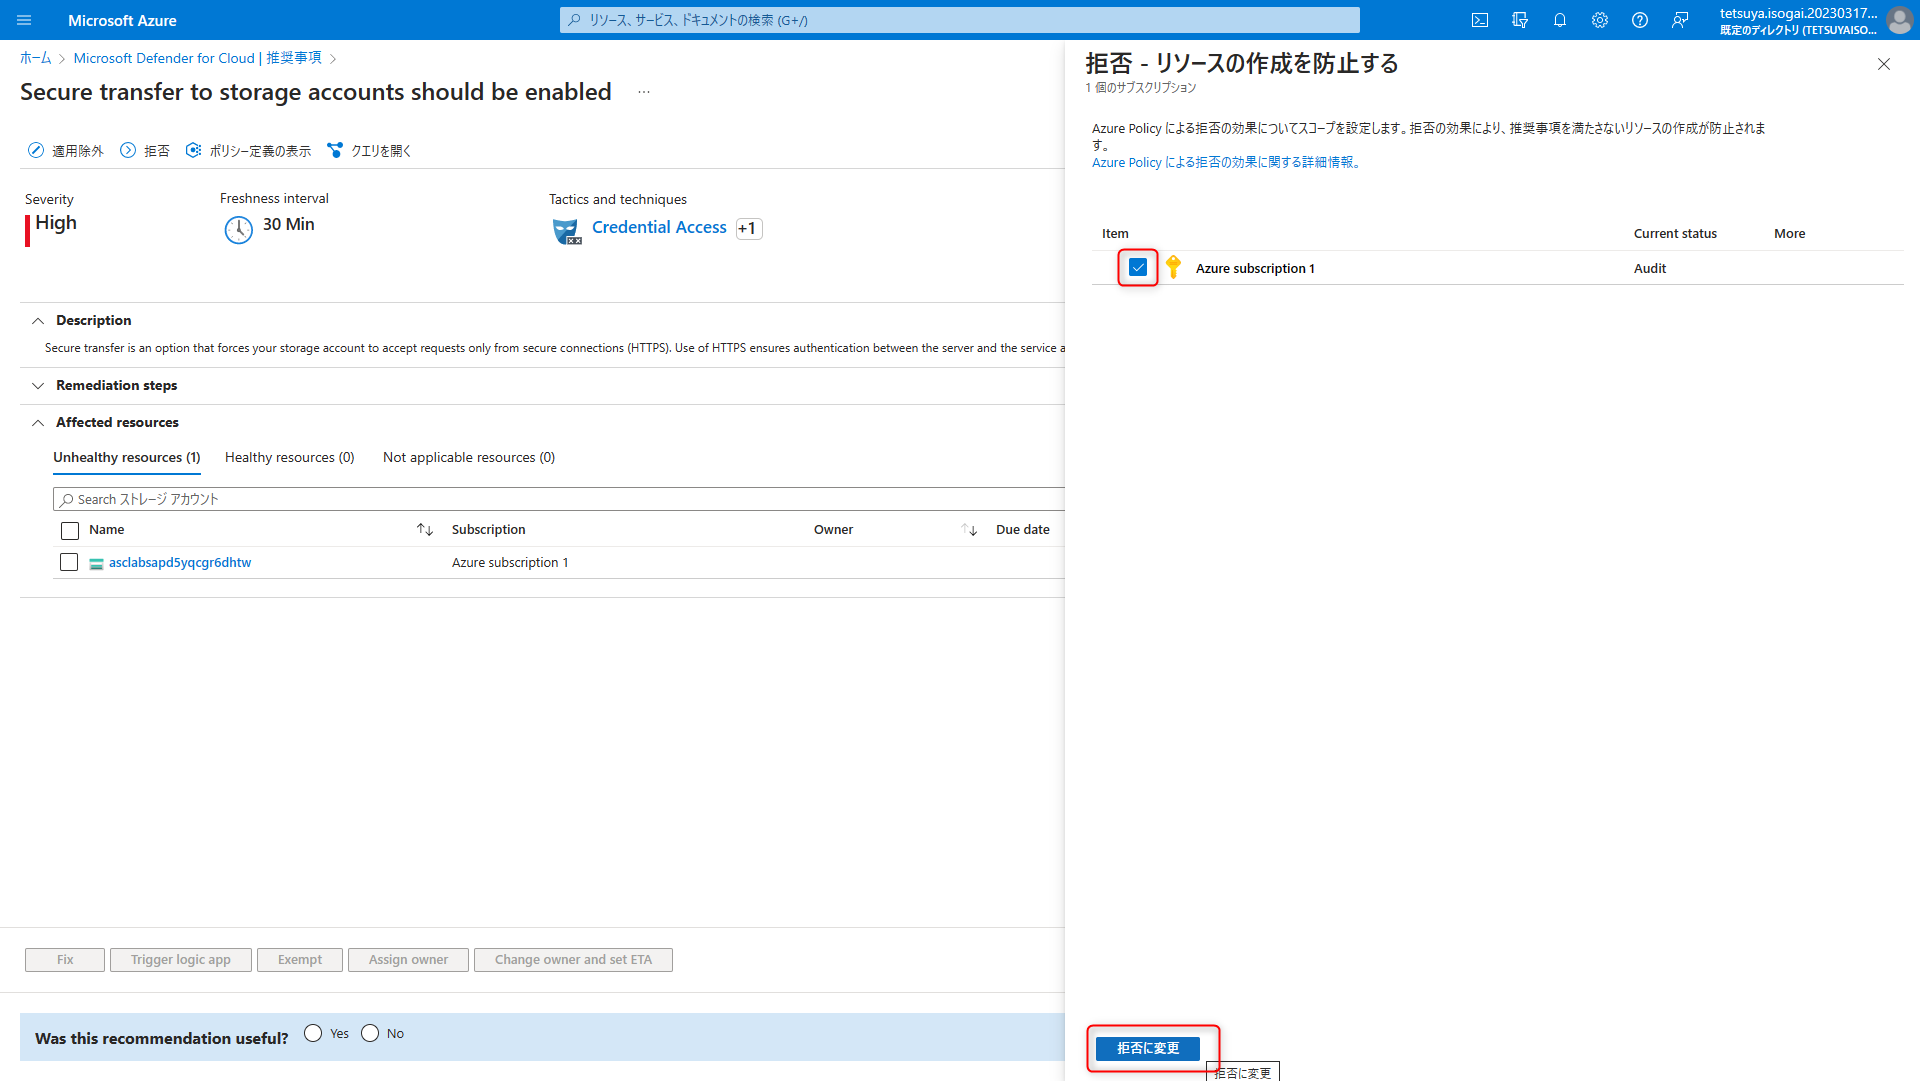 Microsoft Azure
リソース、サービス、ドキュメントの検索 (G+/)
tetsuya.isogai.20230317...
既定のディレクトリ (TETSUYAISO...
ホーム > Microsoft Defender for Cloud | 推奨事項 >
Secure transfer to storage accounts should be enabled ...
適用除外 拒否 ポリシー定義の表示 クエリを開く
Severity
High
Freshness interval
30 Min
Tactics and techniques
Credential Access +1
Description
Secure transfer is an option that forces your storage account to accept requests only from secure connections (HTTPS). Use of HTTPS ensures authentication between the server and the service a
Remediation steps
Affected resources
Unhealthy resources (1) Healthy resources (0) Not applicable resources (0)
Search ストレージ アカウント
Name Subscription Owner Due date
asclabsapd5yqcgr6dhtw Azure subscription 1
Fix Trigger logic app Exempt Assign owner Change owner and set ETA
Was this recommendation useful? Yes No
拒否 - リソースの作成を防止する
1 個のサブスクリプション
Azure Policy による拒否の効果についてスコープを設定します。拒否の効果により、推奨事項を満たさないリソースの作成が防止されま
す。
Azure Policy による拒否の効果に関する詳細情報。
Item Current status More
Azure subscription 1 Audit
拒否に変更
拒否に変更